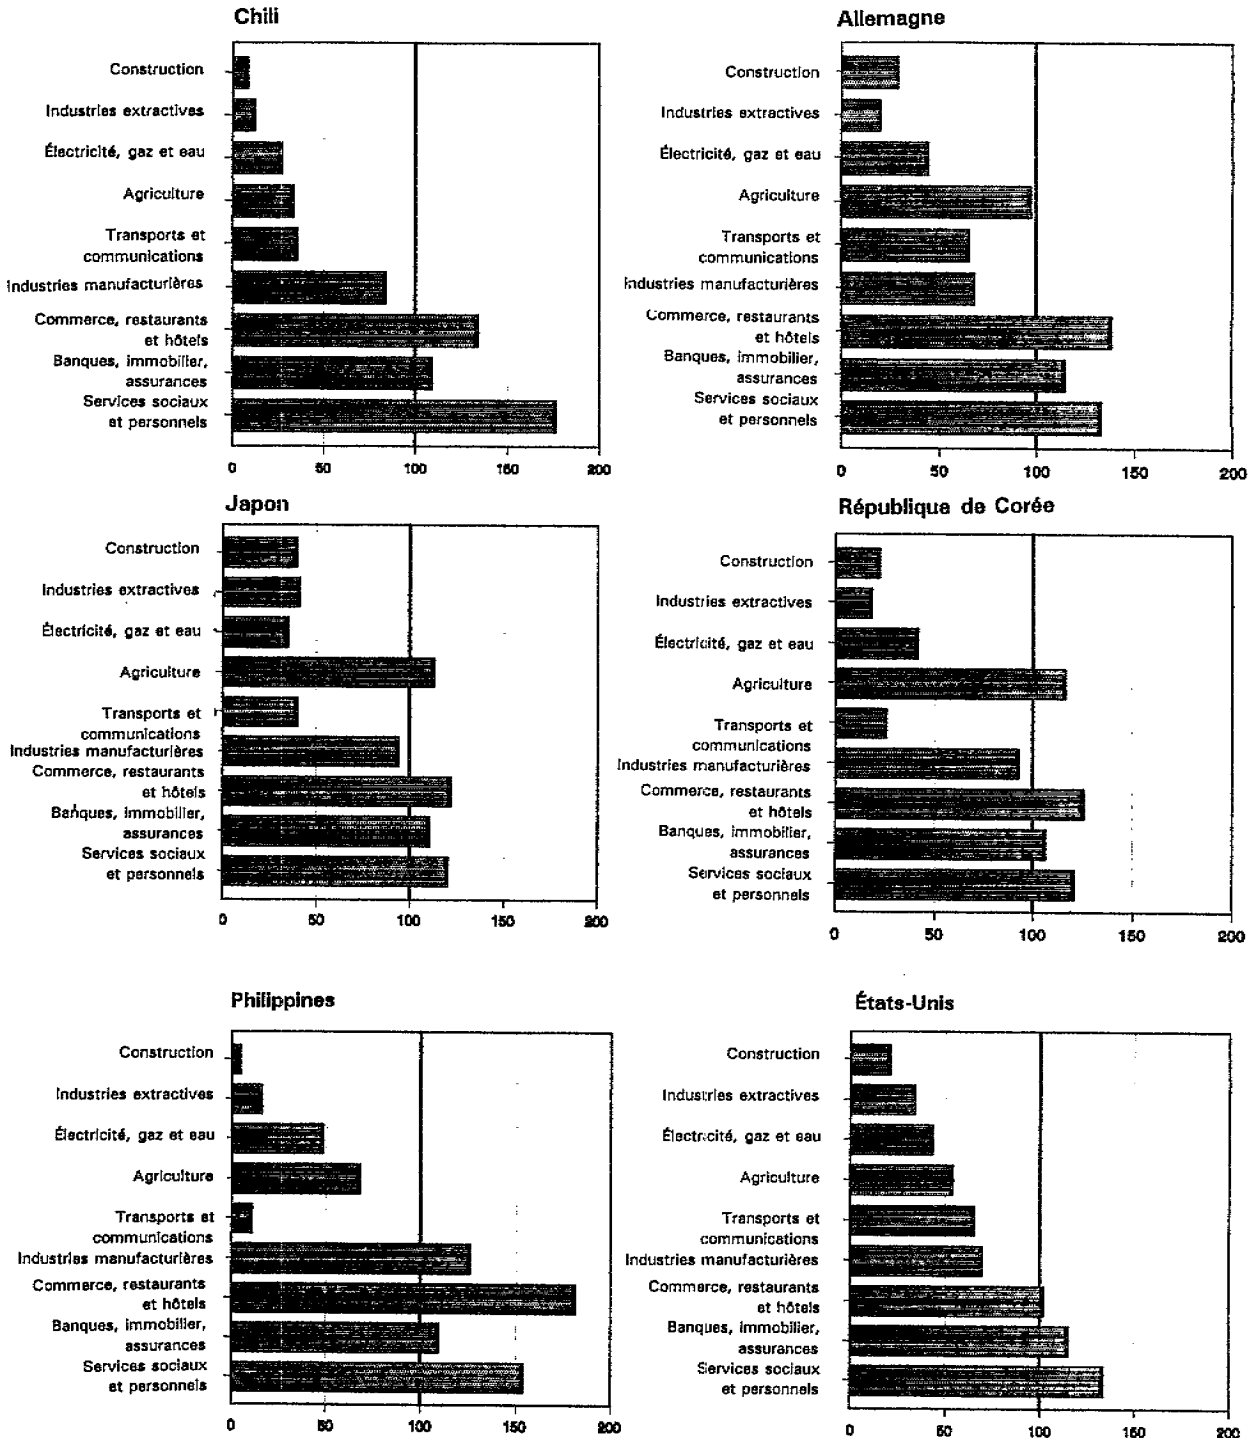 Chili
Construction
Industries extractives
Électricité, gaz et eau
Agriculture
Transports et
communications
Industries manufacturières
Commerce, restaurants
et hôtels
Banques, immobilier,
assurances
Services sociaux
et personnels
0 50 100 150 200
Allemagne
Construction
Industries extractives
Électricité, gaz et eau
Agriculture
Transports et
communications
Industries manufacturières
Commerce, restaurants
et hôtels
Banques, immobilier,
assurances
Services sociaux
et personnels
0 50 100 150 200
Japon
Construction
Industries extractives
Électricité, gaz et eau
Agriculture
Transports et
communications
Industries manufacturières
Commerce, restaurants
et hôtels
Banques, immobilier,
assurances
Services sociaux
et personnels
0 50 100 150 200
République de Corée
Construction
Industries extractives
Électricité, gaz et eau
Agriculture
Transports et
communications
Industries manufacturières
Commerce, restaurants
et hôtels
Banques, immobilier,
assurances
Services sociaux
et personnels
0 50 100 150 200
Philippines
Construction
Industries extractives
Électricité, gaz et eau
Agriculture
Transports et
communications
Industries manufacturières
Commerce, restaurants
et hôtels
Banques, immobilier,
assurances
Services sociaux
et personnels
0 50 100 150 200
États-Unis
Construction
Industries extractives
Électricité, gaz et eau
Agriculture
Transports et
communications
Industries manufacturières
Commerce, restaurants
et hôtels
Banques, immobilier,
assurances
Services sociaux
et personnels
0 50 100 150 200